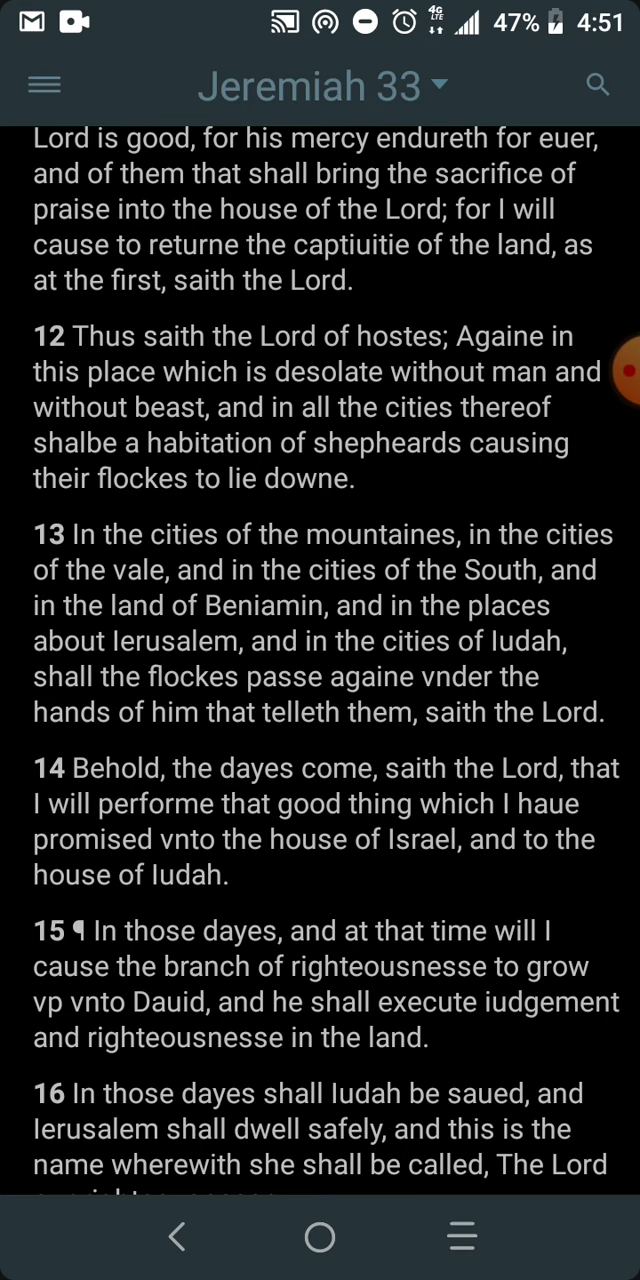 4G
LTE
47%
4:51
Jeremiah 33
Lord is good, for his mercy endureth for euer,
and of them that shall bring the sacrifice of
praise into the house of the Lord; for I will
cause to returne the captiuitie of the land, as
at the first, saith the Lord.
12 Thus saith the Lord of hostes; Againe in
this place which is desolate without man and
without beast, and in all the cities thereof
shalbe a habitation of shepheards causing
their flockes to lie downe.
13 In the cities of the mountaines, in the cities
of the vale, and in the cities of the South, and
in the land of Beniamin, and in the places
about Ierusalem, and in the cities of Iudah,
shall the flockes passe againe vnder the
hands of him that telleth them, saith the Lord.
14 Behold, the dayes come, saith the Lord, that
I will performe that good thing which I haue
promised vnto the house of Israel, and to the
house of Iudah.
15 ¶ In those dayes, and at that time will I
cause the branch of righteousnesse to grow
vp vnto Dauid, and he shall execute iudgement
and righteousnesse in the land.
16 In those dayes shall Iudah be saued, and
Ierusalem shall dwell safely, and this is the
name wherewith she shall be called, The Lord